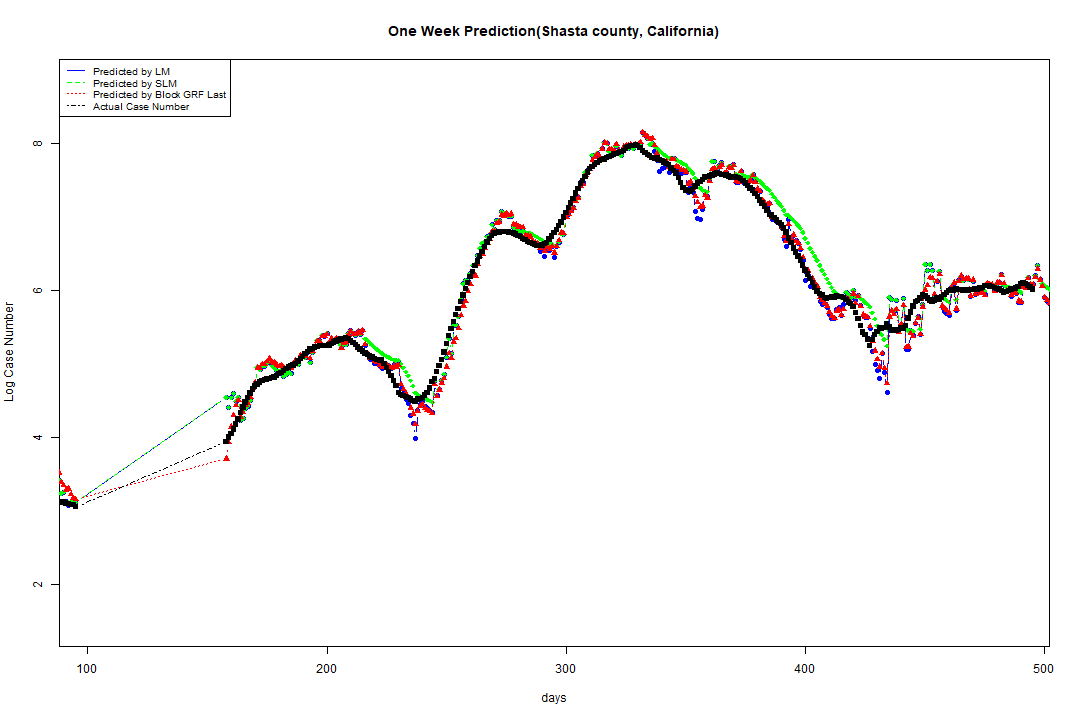 One Week Prediction(Shasta county, California)
Predicted by LM
Predicted by SLM
Predicted by Block GRF Last
Actual Case Number
8
6
4
2
Log Case Number
100 200 300 400 500
days